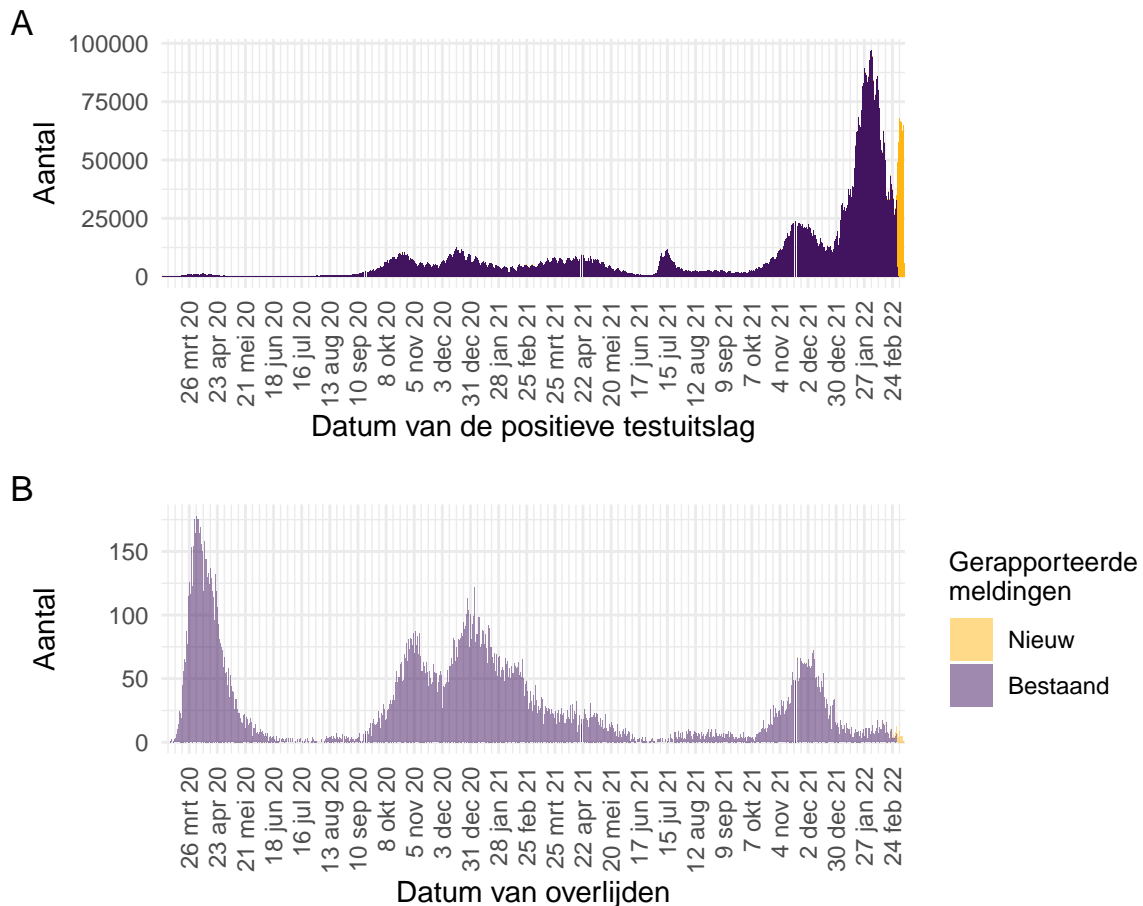 A
100000
75000
50000
25000
0
Aantal
26 mrt 20
23 apr 20
21 mei 20
18 jun 20
16 jul 20
13 aug 20
10 sep 20
8 okt 20
5 nov 20
3 dec 20
31 dec 20
28 jan 21
25 feb 21
25 mrt 21
22 apr 21
20 mei 21
17 jun 21
15 jul 21
12 aug 21
9 sep 21
7 okt 21
4 nov 21
2 dec 21
30 dec 21
27 jan 22
24 feb 22
Datum van de positieve testuitslag
B
150
100
50
0
Aantal
26 mrt 20
23 apr 20
21 mei 20
18 jun 20
16 jul 20
13 aug 20
10 sep 20
8 okt 20
5 nov 20
3 dec 20
31 dec 20
28 jan 21
25 feb 21
25 mrt 21
22 apr 21
20 mei 21
17 jun 21
15 jul 21
12 aug 21
9 sep 21
7 okt 21
4 nov 21
2 dec 21
30 dec 21
27 jan 22
24 feb 22
Datum van overlijden
Gerapporteerde
meldingen
Nieuw
Bestaand